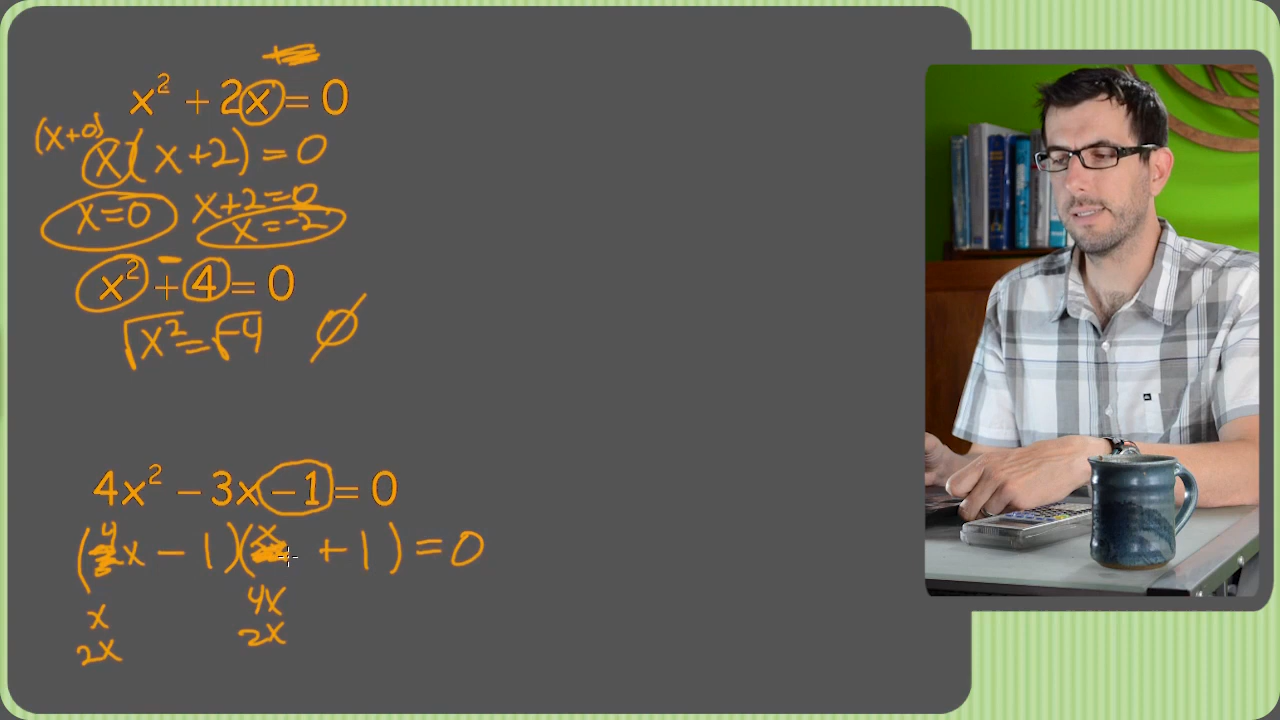 x² + 2x = 0
(x+0)
x(x+2) = 0
x=0 x+2=0
x=-2
x² + 4 = 0
√x² = √-4 ∅
4x² − 3x − 1 = 0
(4x − 1)(x + 1) = 0
x 4x
2x 2x